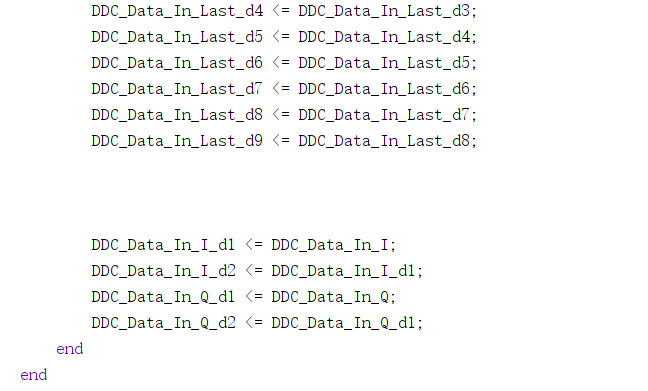 DDC_Data_In_Last_d4 <= DDC_Data_In_Last_d3;
DDC_Data_In_Last_d5 <= DDC_Data_In_Last_d4;
DDC_Data_In_Last_d6 <= DDC_Data_In_Last_d5;
DDC_Data_In_Last_d7 <= DDC_Data_In_Last_d6;
DDC_Data_In_Last_d8 <= DDC_Data_In_Last_d7;
DDC_Data_In_Last_d9 <= DDC_Data_In_Last_d8;
DDC_Data_In_I_d1 <= DDC_Data_In_I;
DDC_Data_In_I_d2 <= DDC_Data_In_I_d1;
DDC_Data_In_Q_d1 <= DDC_Data_In_Q;
DDC_Data_In_Q_d2 <= DDC_Data_In_Q_d1;
end
end